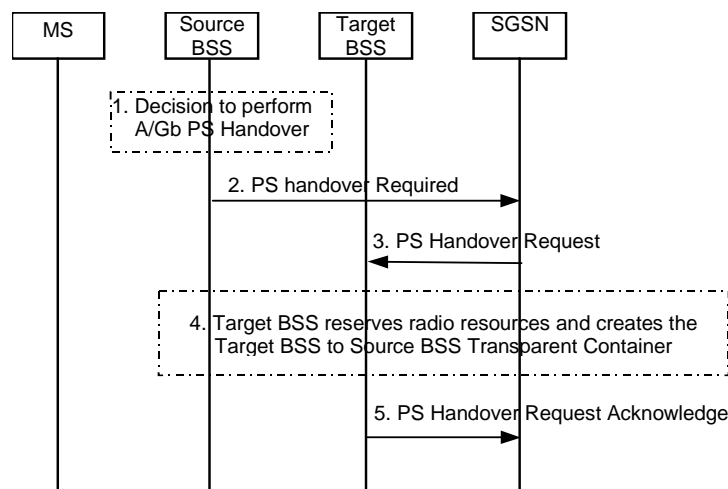 MS
Source
BSS
Target
BSS
SGSN
1. Decision to perform
A/Gb PS Handover
2. PS handover Required
3. PS Handover Request
4. Target BSS reserves radio resources and creates the
Target BSS to Source BSS Transparent Container
5. PS Handover Request Acknowledge